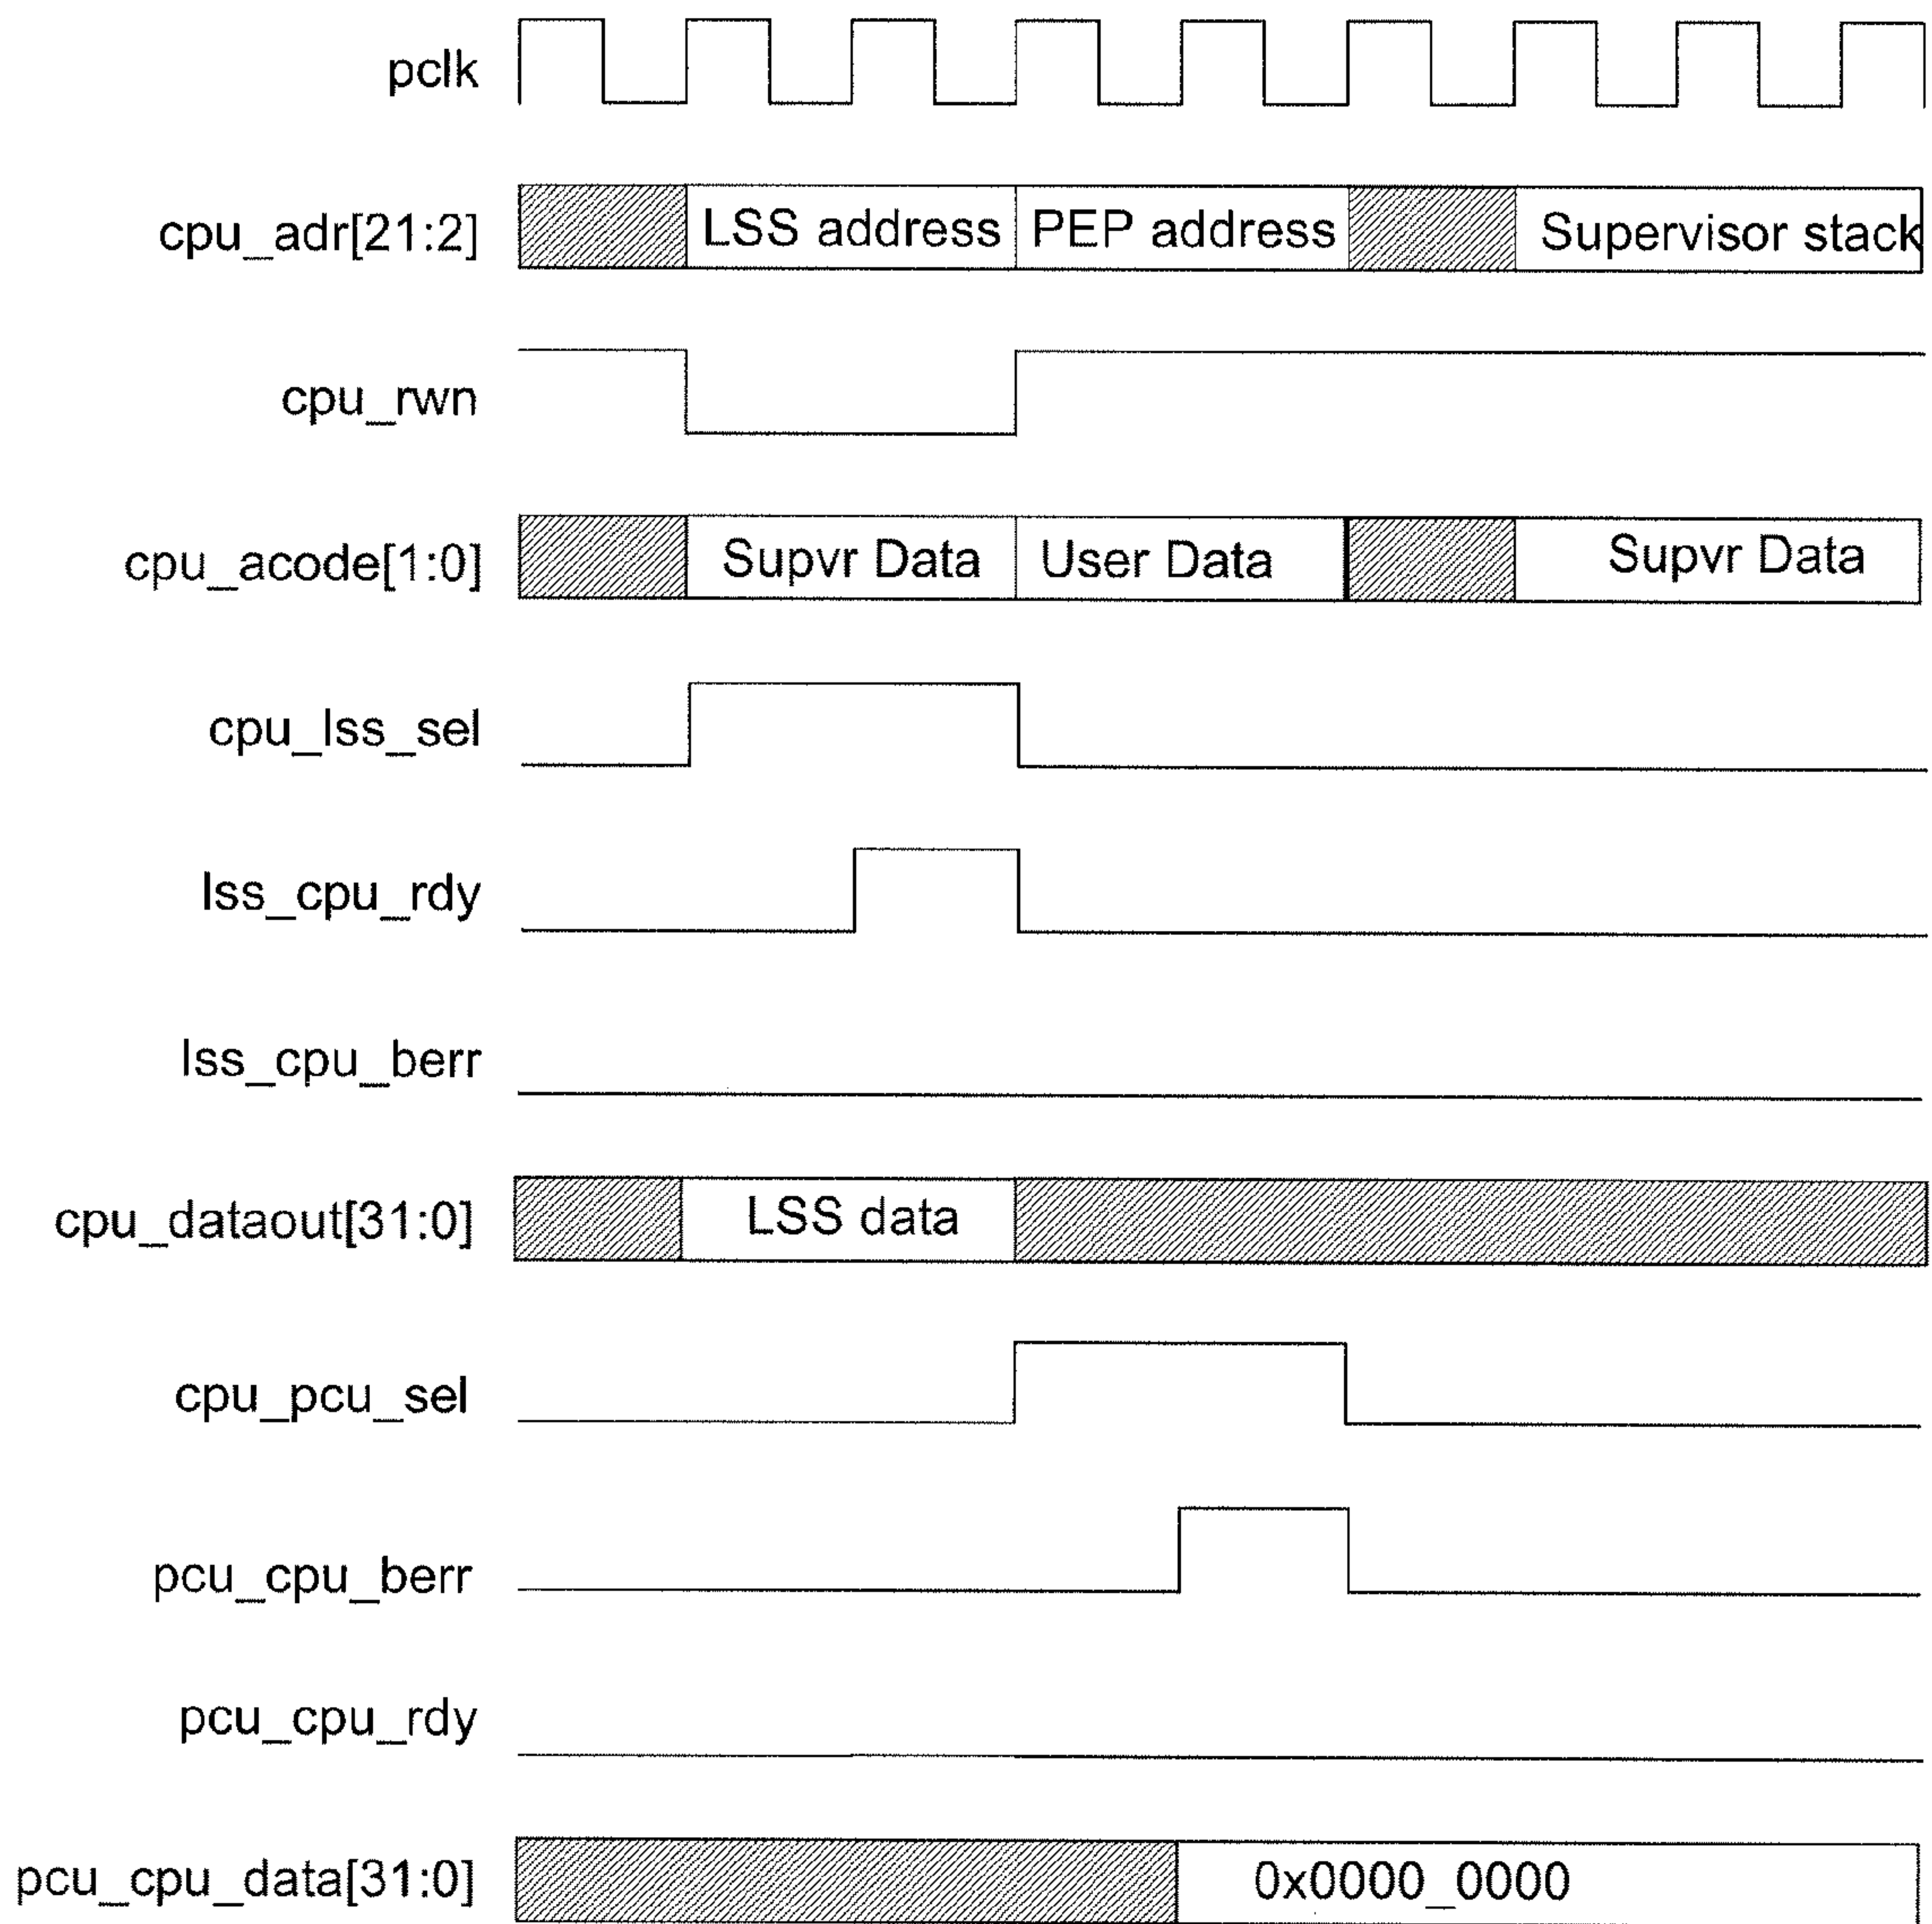 pclk
cpu_adr[21:2] LSS address PEP address Supervisor stack
cpu_rwn
cpu_acode[1:0] Supvr Data User Data Supvr Data
cpu_lss_sel
lss_cpu_rdy
lss_cpu_berr
cpu_dataout[31:0] LSS data
cpu_pcu_sel
pcu_cpu_berr
pcu_cpu_rdy
pcu_cpu_data[31:0] 0x0000_0000